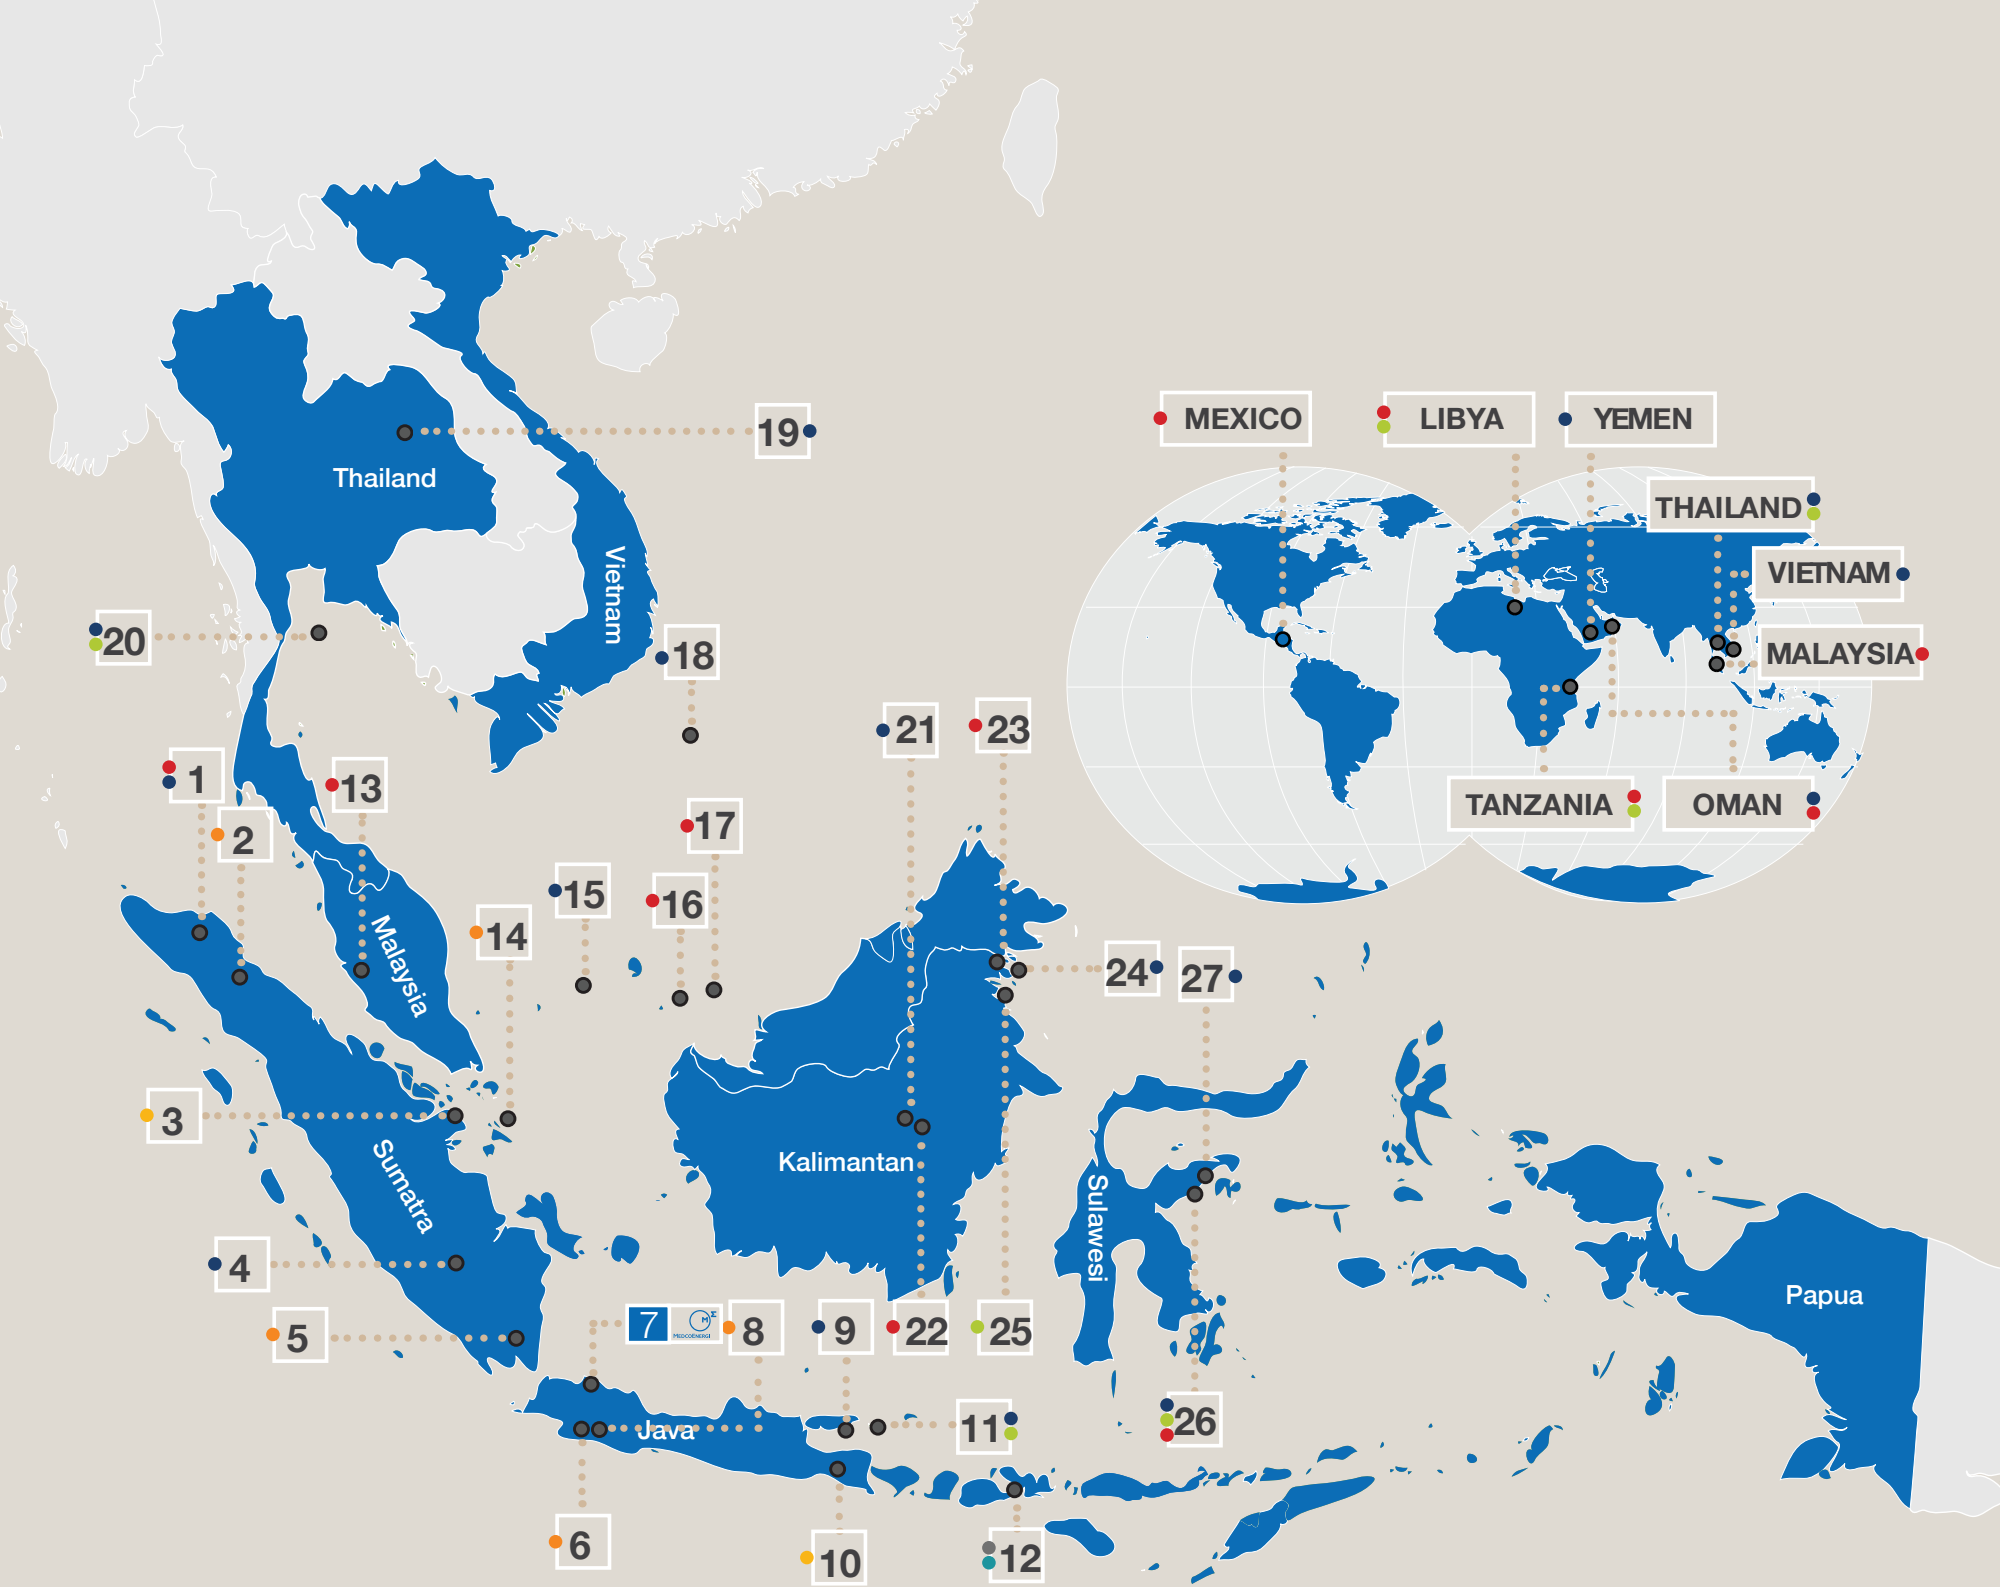 19
Thailand
Vietnam
MEXICO
LIBYA
YEMEN
THAILAND
VIETNAM
MALAYSIA
TANZANIA
OMAN
20
18
21
23
1
13
2
17
15
16
14
24
27
Malaysia
3
Kalimantan
Sumatra
Sulawesi
4
5
7
MEDCOENERGI
8
9
22
25
Papua
Java
11
26
6
10
12